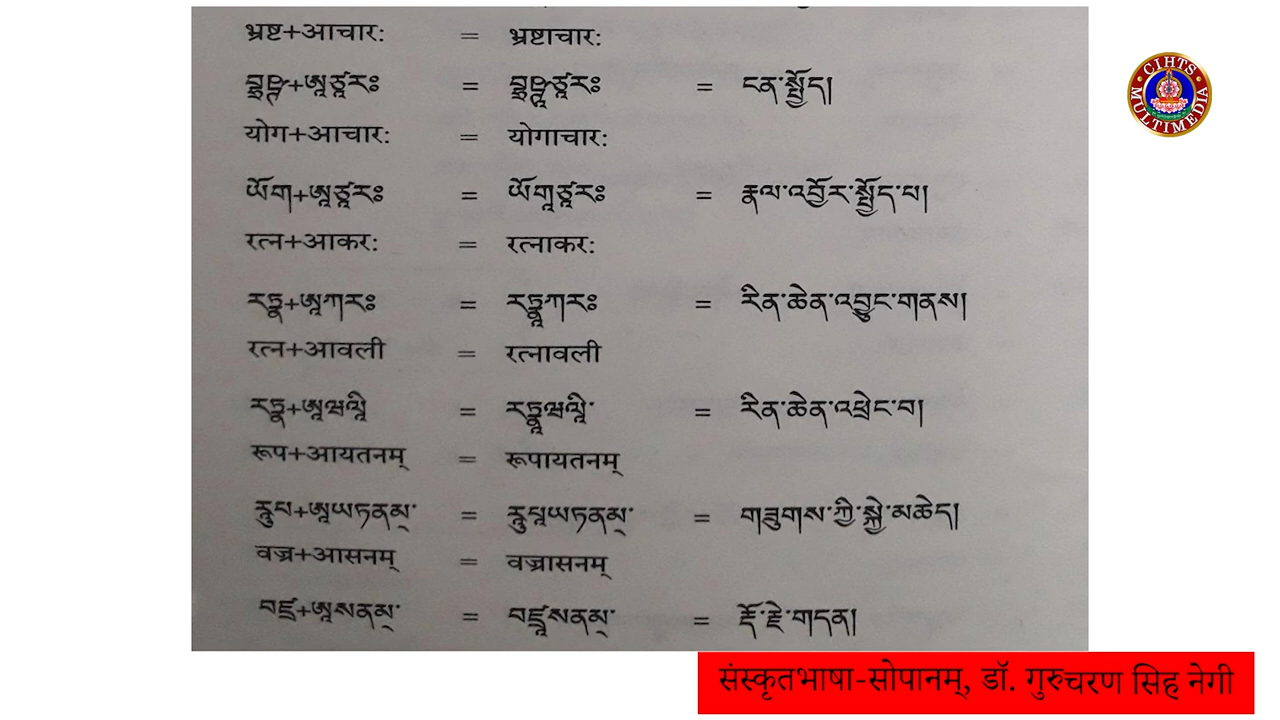 भ्रष्ट+आचारः = भ्रष्टाचारः
བྷྲཥྚ+ཨཱཙཱརཿ = བྷྲཥྚཱཙཱརཿ = ངན་སྤྱོད།
योग+आचारः = योगाचारः
ཡོག+ཨཱཙཱརཿ = ཡོགཱཙཱརཿ = རྣལ་འབྱོར་སྤྱོད་པ།
रत्न+आकरः = रत्नाकरः
རཏྣ+ཨཱཀརཿ = རཏྣཱཀརཿ = རིན་ཆེན་འབྱུང་གནས།
रत्न+आवली = रत्नावली
རཏྣ+ཨཱཝལཱི = རཏྣཱཝལཱི་ = རིན་ཆེན་འཕྲེང་བ།
रूप+आयतनम् = रूपायतनम्
རཱུཔ+ཨཱཡཏནམ྄་ = རཱུཔཱཡཏནམ྄་ = གཟུགས་ཀྱི་སྐྱེ་མཆེད།
वज्र+आसनम् = वज्रासनम्
བཛྲ+ཨཱསནམ྄་ = བཛྲཱསནམ྄་ = རྡོ་རྗེ་གདན།
CIHTS
MULTIMEDIA
संस्कृतभाषा-सोपानम्, डॉ. गुरुचरण सिह नेगी